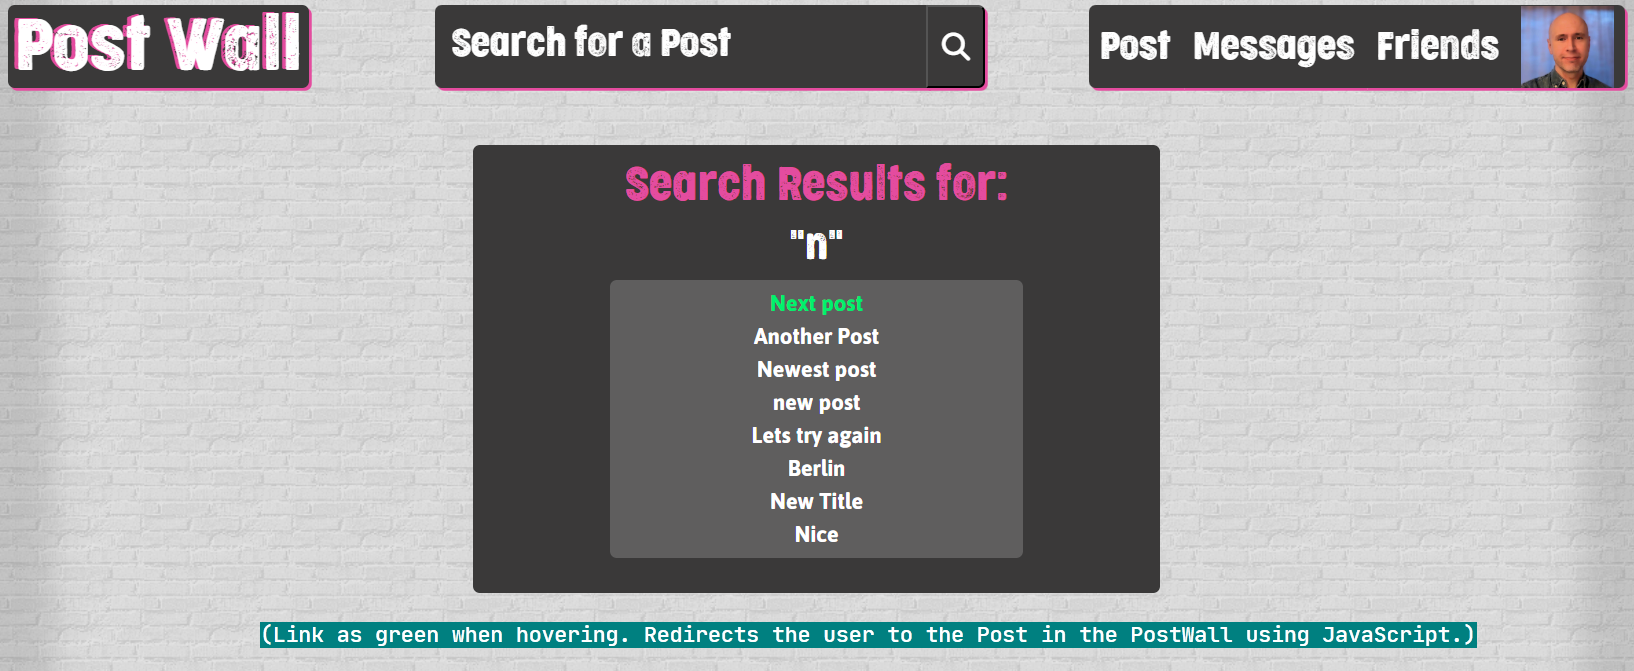 Post Wall
Search for a Post
Post Messages Friends
Search Results for:
"n"
Next post
Another Post
Newest post
new post
Lets try again
Berlin
New Title
Nice
(Link as green when hovering. Redirects the user to the Post in the PostWall using JavaScript.)